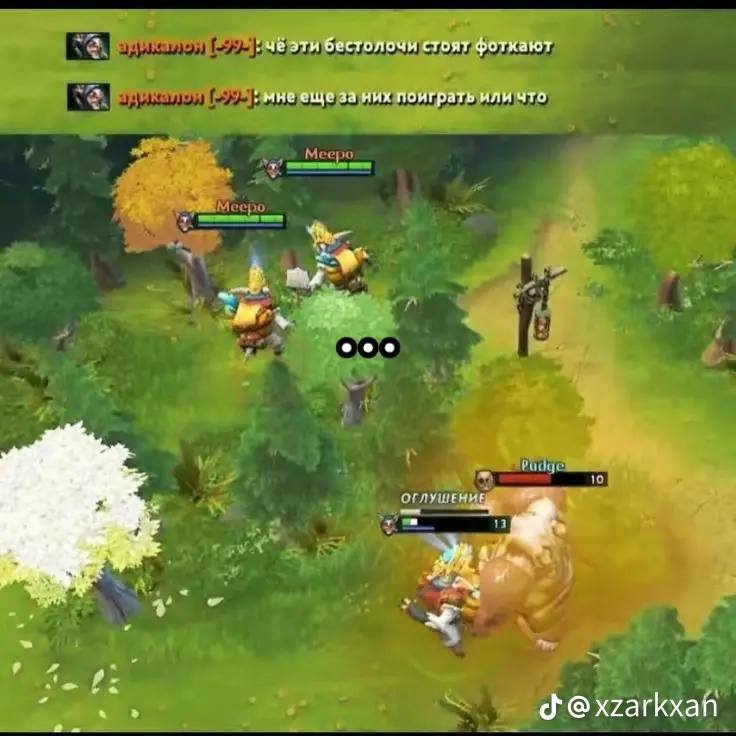 адикалон [-99-]: чё эти бестолочи стоят фоткают
адикалон [-99-]: мне еще за них поиграть или что
Meepo
Meepo
Pudge
10
ОГЛУШЕНИЕ
13
@xzarkxan